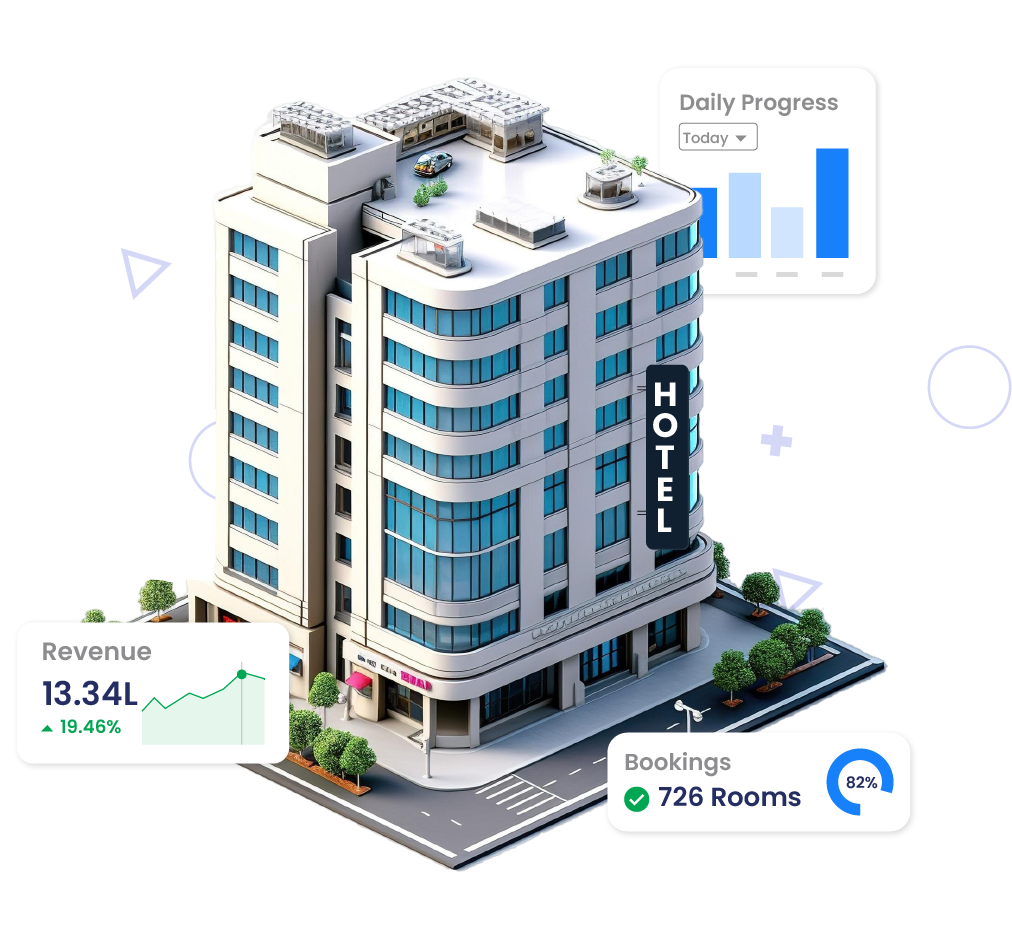 Daily Progress
Today
HOTEL
Revenue
13.34L
19.46%
Bookings
726 Rooms
82%